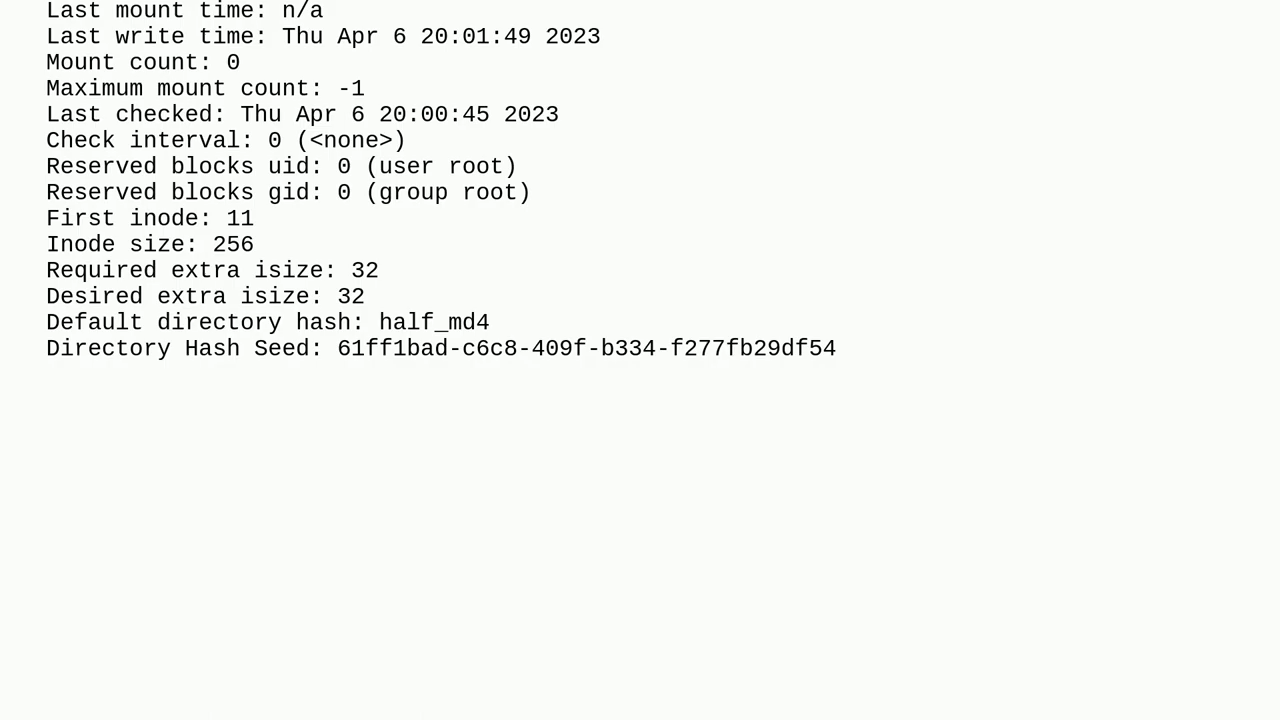 Last mount time: n/a
Last write time: Thu Apr 6 20:01:49 2023
Mount count: 0
Maximum mount count: -1
Last checked: Thu Apr 6 20:00:45 2023
Check interval: 0 (<none>)
Reserved blocks uid: 0 (user root)
Reserved blocks gid: 0 (group root)
First inode: 11
Inode size: 256
Required extra isize: 32
Desired extra isize: 32
Default directory hash: half_md4
Directory Hash Seed: 61ff1bad-c6c8-409f-b334-f277fb29df54